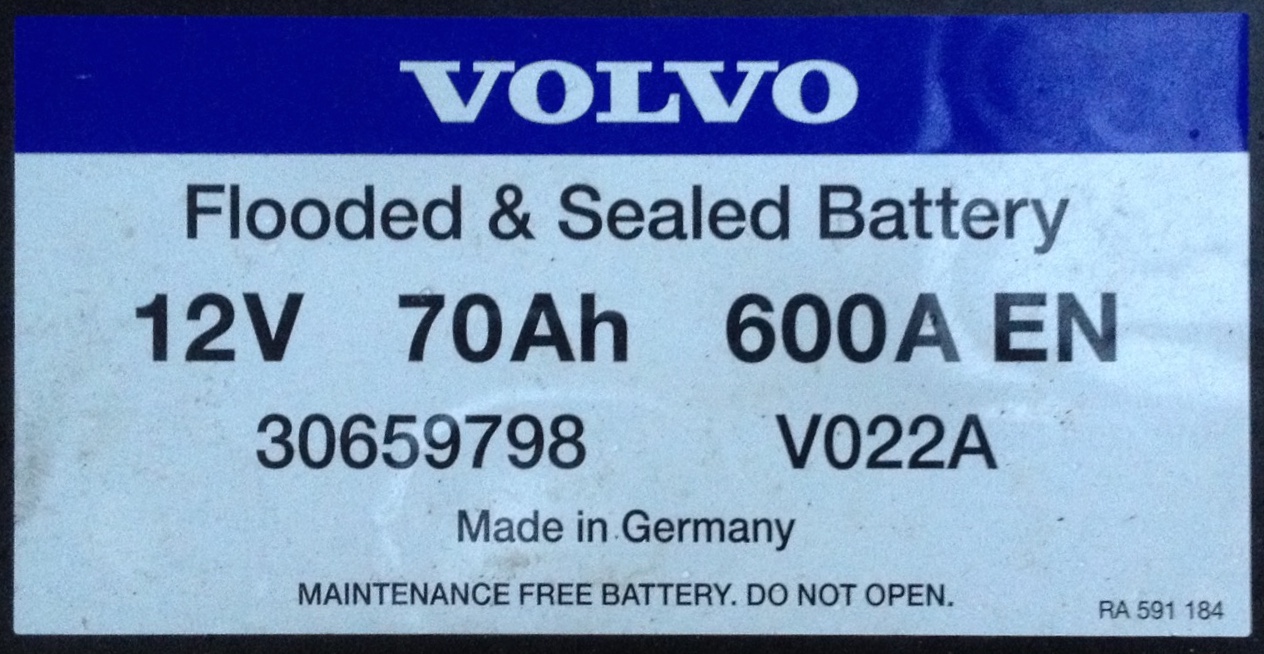 VOLVO
Flooded & Sealed Battery
12V 70Ah 600A EN
30659798 V022A
Made in Germany
MAINTENANCE FREE BATTERY. DO NOT OPEN.
RA 591 184